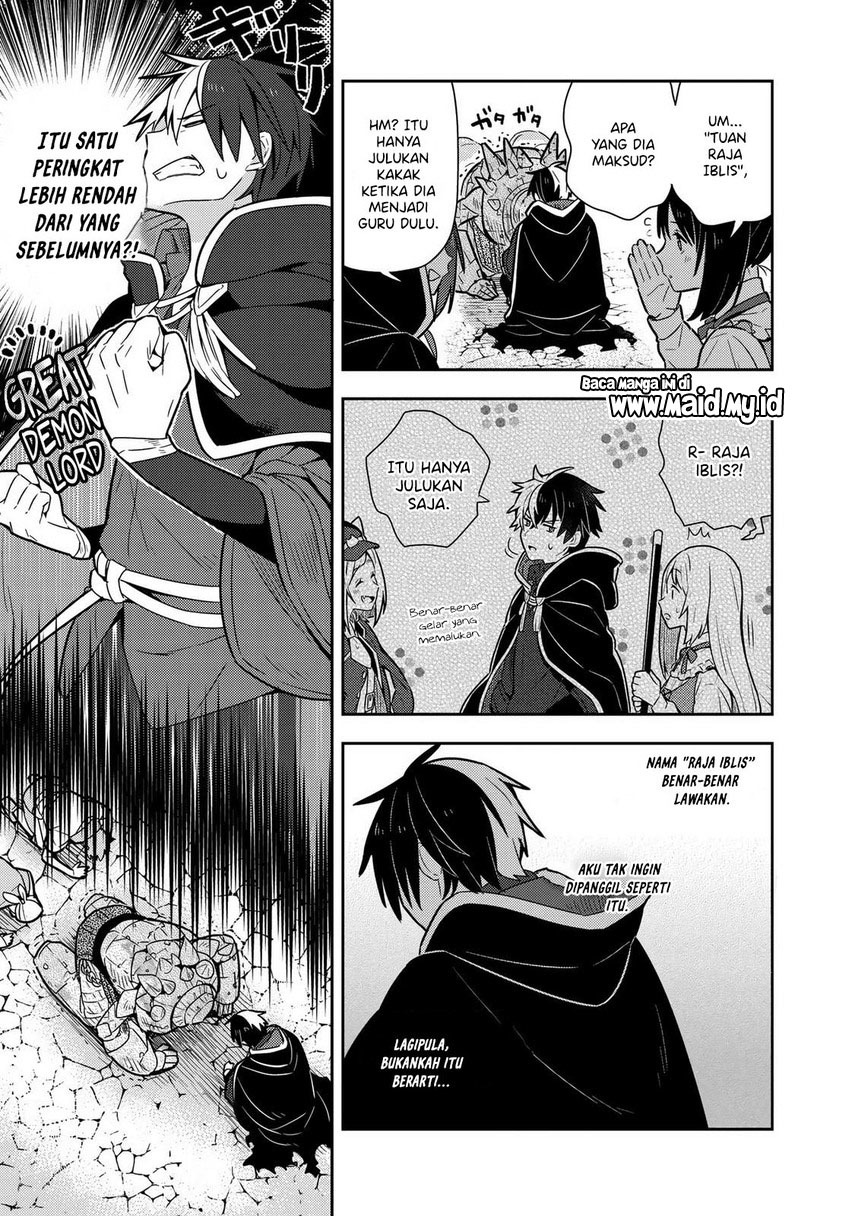 UM...
"TUAN
RAJA
IBLIS",
APA
YANG DIA
MAKSUD?
ガタ
ガタ
HM? ITU
HANYA
JULUKAN
KAKAK
KETIKA DIA
MENJADI
GURU DULU.
Baca Manga ini di
www.Maid.My.id
R- RAJA
IBLIS?!
ITU HANYA
JULUKAN
SAJA.
Benar-Benar
gelar yang
memalukan
NAMA "RAJA IBLIS"
BENAR-BENAR
LAWAKAN.
AKU TAK INGIN
DIPANGGIL SEPERTI
ITU.
LAGIPULA,
BUKANKAH ITU
BERARTI...
ギリリ
ITU SATU
PERINGKAT
LEBIH RENDAH
DARI YANG
SEBELUMNYA?!
GREAT
DEMON
LORD